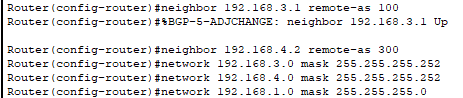 Router(config-router)#neighbor 192.168.3.1 remote-as 100
Router(config-router)#%BGP-5-ADJCHANGE: neighbor 192.168.3.1 Up
Router(config-router)#neighbor 192.168.4.2 remote-as 300
Router(config-router)#network 192.168.3.0 mask 255.255.255.252
Router(config-router)#network 192.168.4.0 mask 255.255.255.252
Router(config-router)#network 192.168.1.0 mask 255.255.255.0